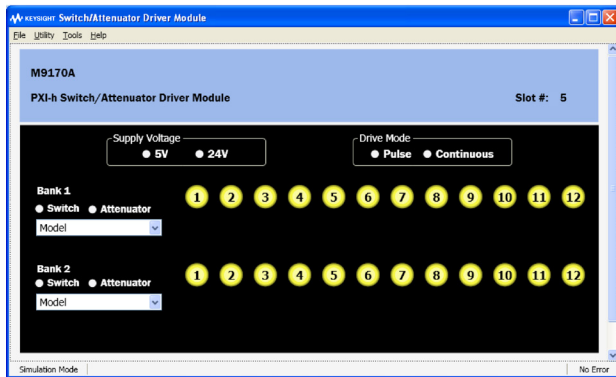 KEYSIGHT Switch/Attenuator Driver Module
File Utility Tools Help
M9170A
PXI-h Switch/Attenuator Driver Module Slot #: 5
Supply Voltage Drive Mode
5V 24V Pulse Continuous
Bank 1
Switch Attenuator 1 2 3 4 5 6 7 8 9 10 11 12
Model
Bank 2
Switch Attenuator 1 2 3 4 5 6 7 8 9 10 11 12
Model
Simulation Mode No Error